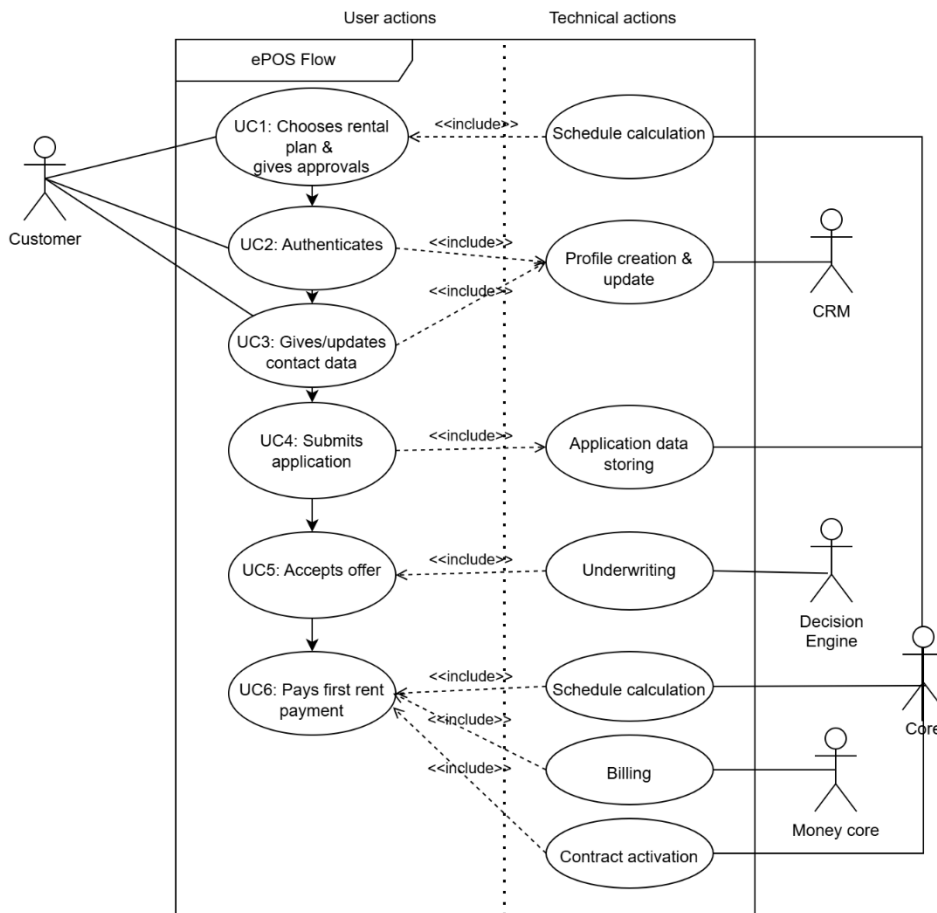 User actions
Technical actions
ePOS Flow
UC1: Chooses rental
plan &
gives approvals
<<include>>
Schedule calculation
Customer
UC2: Authenticates
<<include>>
Profile creation &
update
CRM
<<include>>
UC3: Gives/updates
contact data
UC4: Submits
application
<<include>>
Application data
storing
UC5: Accepts offer
<<include>>
Underwriting
Decision
Engine
UC6: Pays first rent
payment
<<include>>
Schedule calculation
Core
<<include>>
Billing
Money core
<<include>>
Contract activation